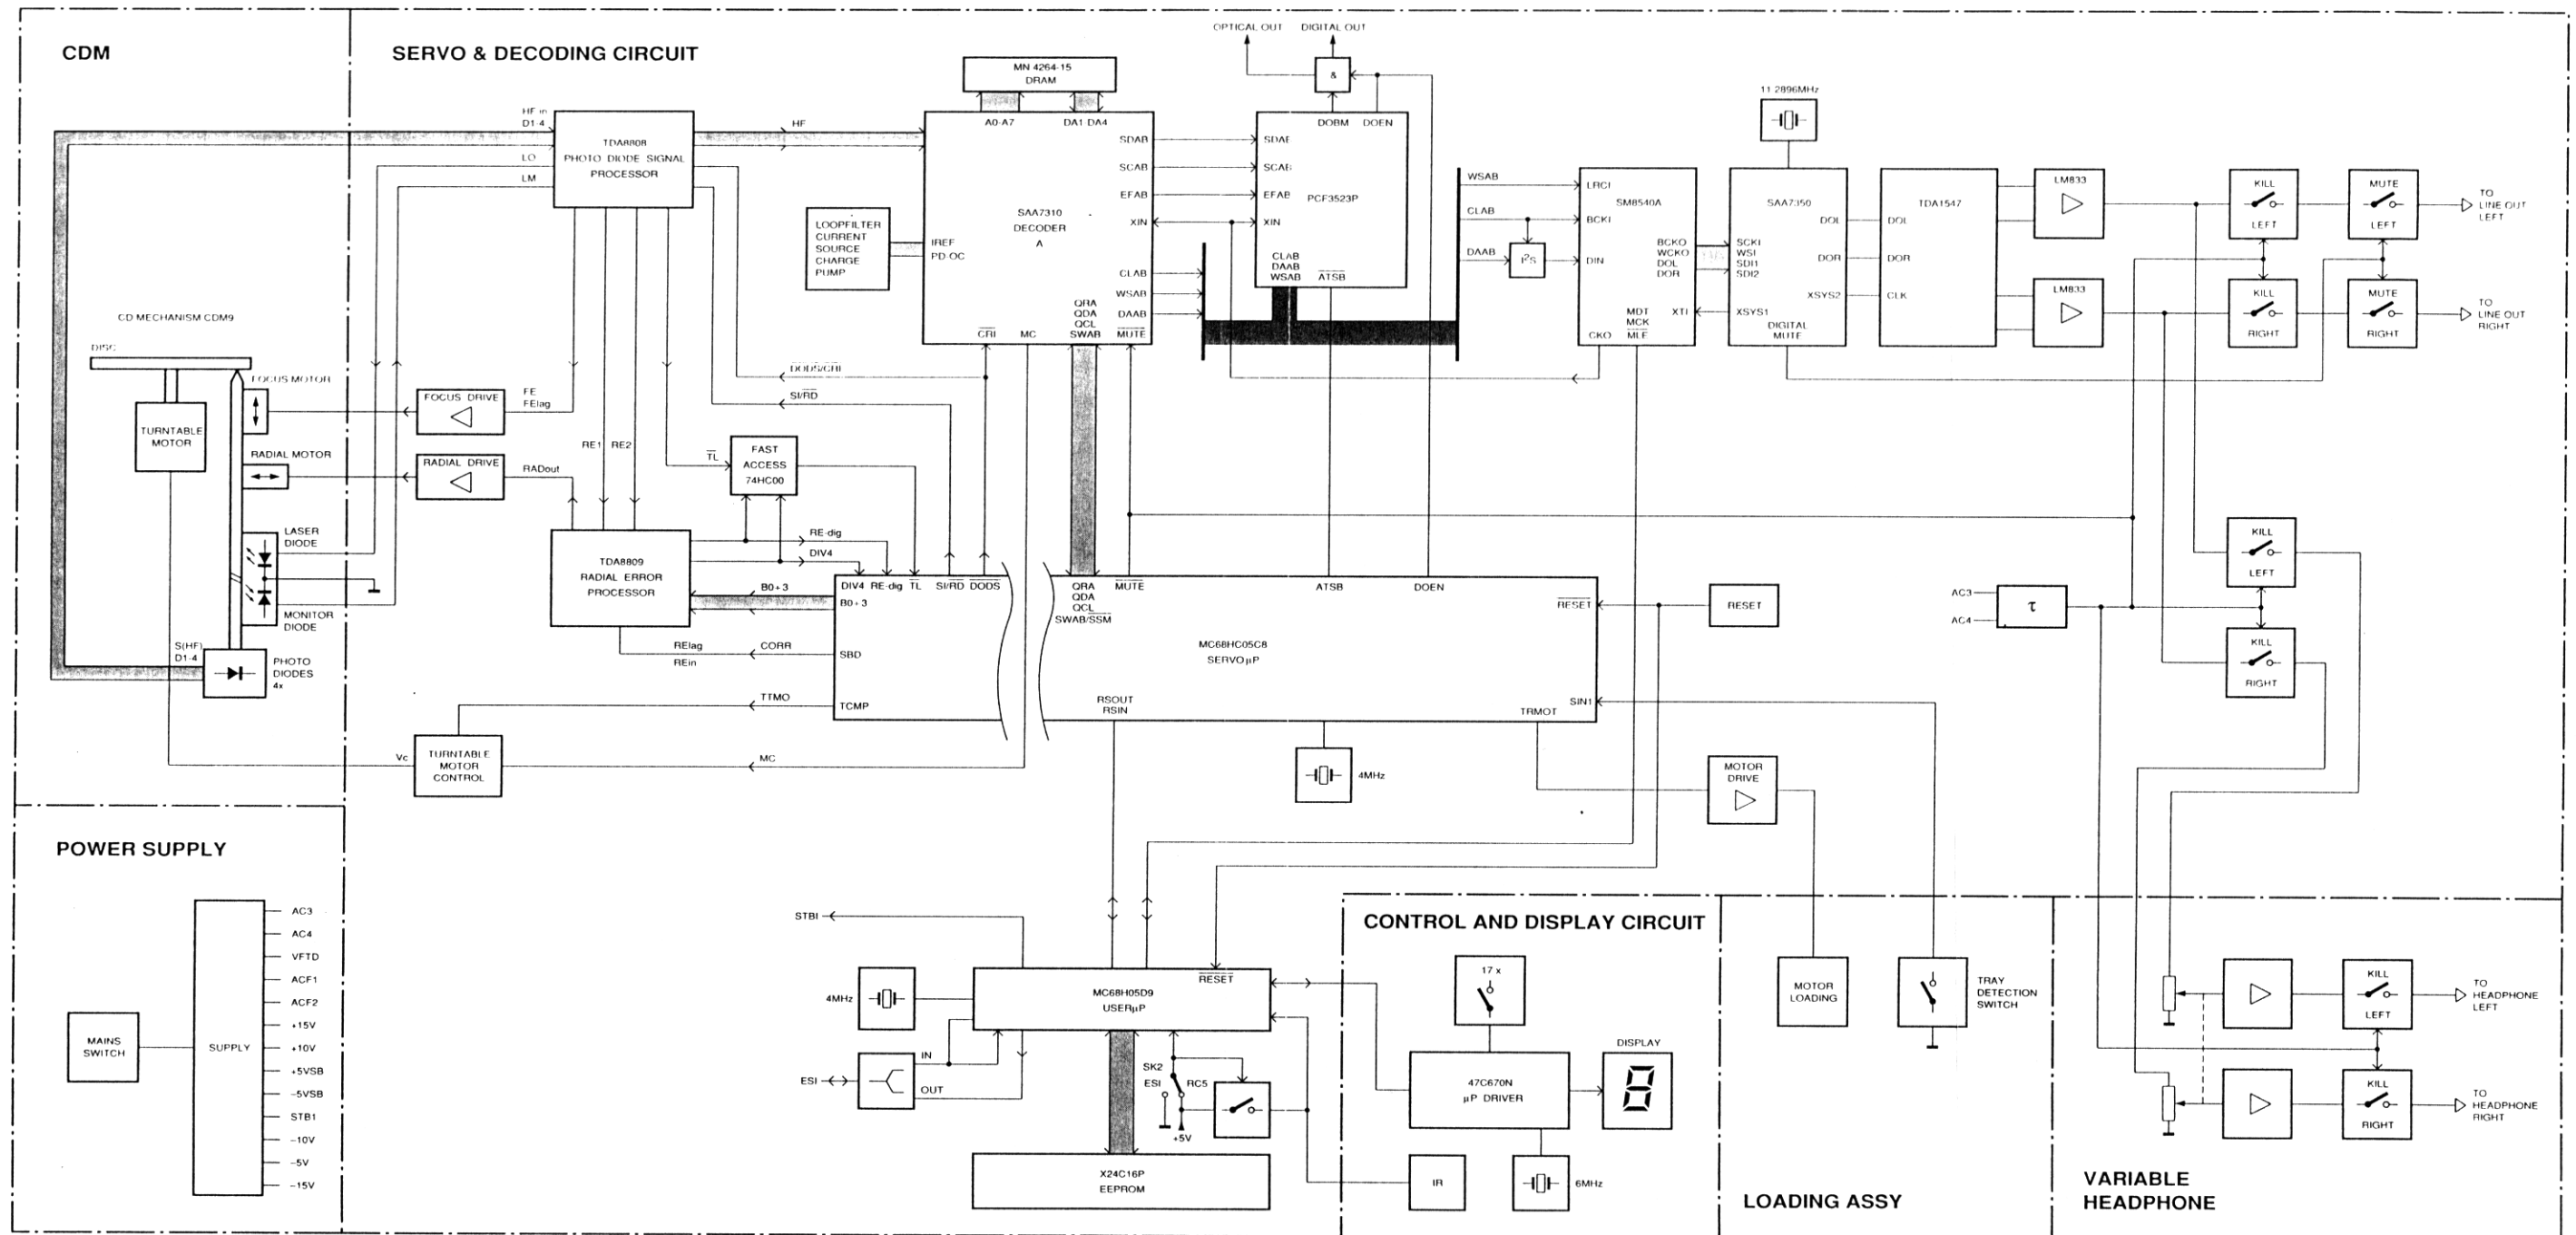 CDM
SERVO & DECODING CIRCUIT
OPTICAL OUT
DIGITAL OUT
MN 4264-15
DRAM
&
11.2896MHz
HF in
D1-4
HF
LO
LM
TDA8808
PHOTO DIODE SIGNAL
PROCESSOR
A0-A7
DA1-DA4
SDAB
SCAB
EFAB
XIN
SAA7310
DECODER
A
IREF
PD/OC
CLAB
WSAB
DAAB
QRA
QDA
QCL
SWAB
CRI
MC
MUTE
LOOPFILTER
CURRENT
SOURCE
CHARGE
PUMP
DOBM
DOEN
SDAB
SCAB
EFAB
XIN
PCF3523P
CLAB
DAAB
WSAB
ATSB
WSAB
CLAB
DAAB
I²S
LRCI
BCKI
DIN
SM8540A
BCKO
WCKO
DOL
DOR
MDT
MCK
MLE
XTI
CKO
SAA7350
DOL
DOR
SCKI
WSI
SDI1
SDI2
XSYS2
XSYS1
DIGITAL
MUTE
TDA1547
DOL
DOR
CLK
LM833
LM833
KILL
LEFT
KILL
RIGHT
MUTE
LEFT
MUTE
RIGHT
TO
LINE OUT
LEFT
TO
LINE OUT
RIGHT
CD MECHANISM CDM9
DISC
FOCUS MOTOR
TURNTABLE
MOTOR
RADIAL MOTOR
LASER
DIODE
MONITOR
DIODE
S(HF)
D1-4
PHOTO
DIODES
4x
FOCUS DRIVE
FE
FElag
RADIAL DRIVE
RADout
RE1
RE2
DODS/CRI
SI/RD
TL
FAST
ACCESS
74HC00
RE-dig
DIV4
TDA8809
RADIAL ERROR
PROCESSOR
B0÷3
RElag
REin
CORR
TTMO
Vc
TURNTABLE
MOTOR
CONTROL
MC
DIV4
RE-dig
TL
SI/RD
DODS
B0÷3
SBD
TCMP
QRA
QDA
QCL
SWAB/SSM
MUTE
ATSB
DOEN
RESET
MC68HC05C8
SERVO µP
RSOUT
RSIN
TRMOT
SIN1
RESET
4MHz
MOTOR
DRIVE
AC3
AC4
τ
KILL
LEFT
KILL
RIGHT
POWER SUPPLY
MAINS
SWITCH
SUPPLY
AC3
AC4
VFTD
ACF1
ACF2
+15V
+10V
+5VSB
-5VSB
STB1
-10V
-5V
-15V
STBI
4MHz
MC68H05D9
USERµP
RESET
ESI
IN
OUT
SK2
ESI
RC5
+5V
X24C16P
EEPROM
CONTROL AND DISPLAY CIRCUIT
17 x
47C670N
µP DRIVER
DISPLAY
8
IR
6MHz
MOTOR
LOADING
TRAY
DETECTION
SWITCH
LOADING ASSY
KILL
LEFT
TO
HEADPHONE
LEFT
KILL
RIGHT
TO
HEADPHONE
RIGHT
VARIABLE
HEADPHONE